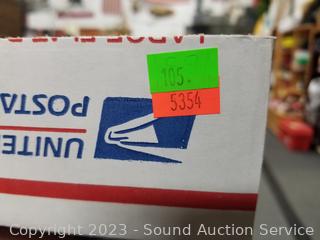 105.
5354
UNITE
POSTA
Copyright © 2023 - Sound Auction Service